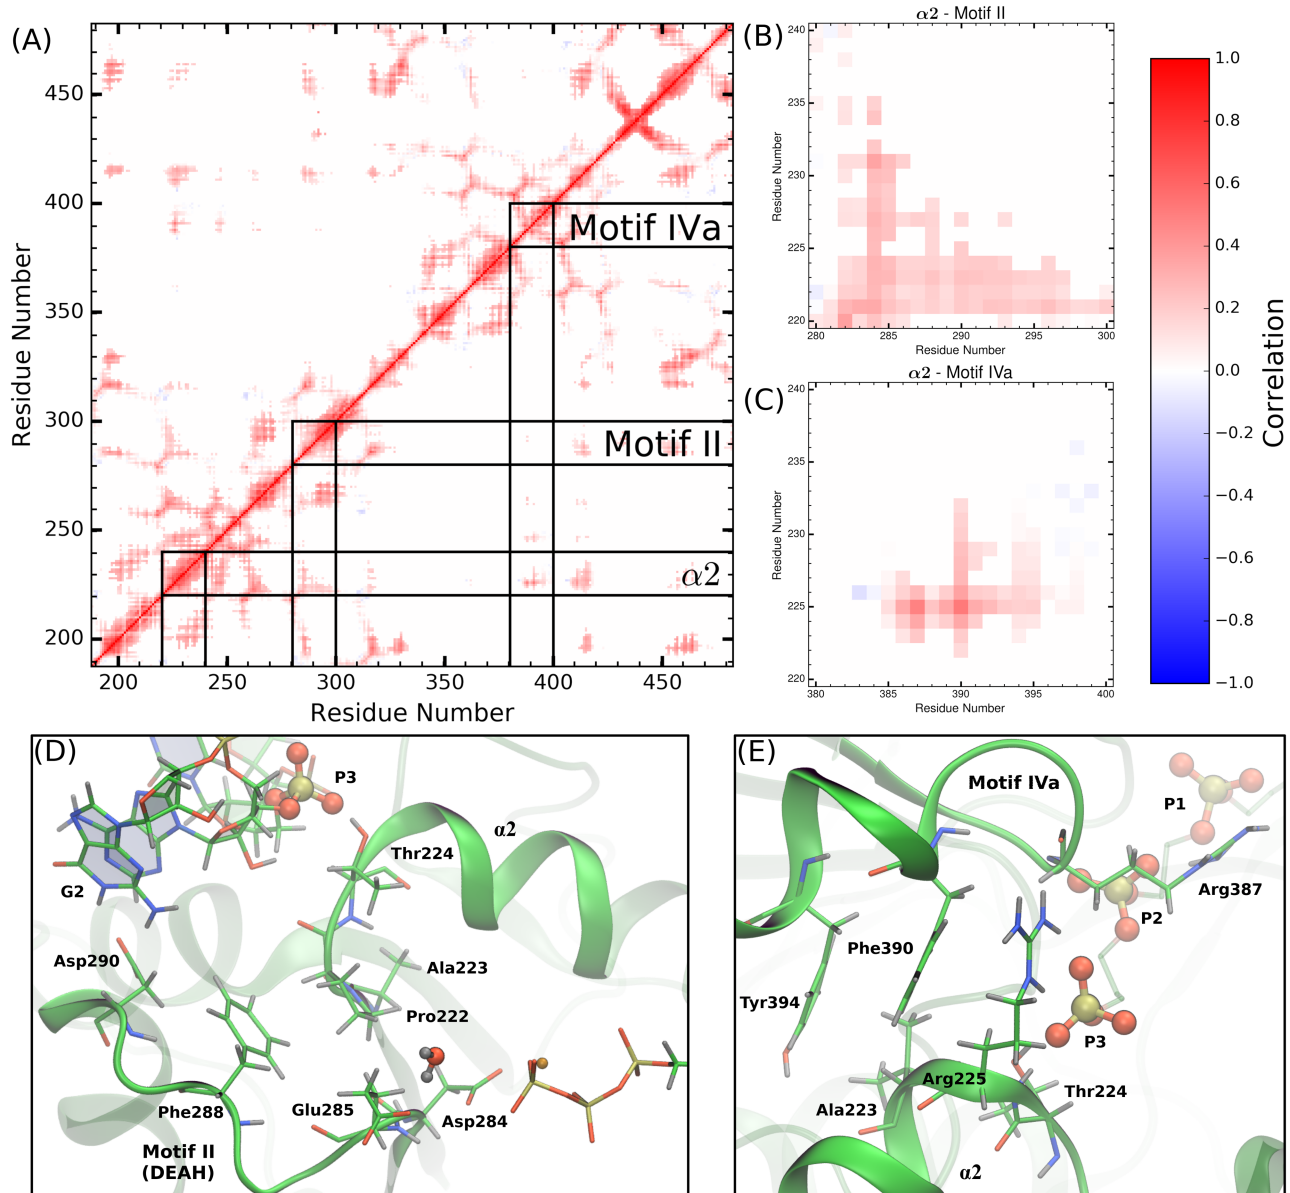 (A)
450
400
350
300
250
200
200
250
300
350
400
450
Residue Number
Residue Number
Motif IVa
Motif II
α2
(B)
α2 - Motif II
240
235
230
225
220
280
285
290
295
300
Residue Number
Residue Number
(C)
α2 - Motif IVa
240
235
230
225
220
380
385
390
395
400
Residue Number
Residue Number
1.0
0.8
0.6
0.4
0.2
0.0
−0.2
−0.4
−0.6
−0.8
−1.0
Correlation
(D)
P3
α2
Thr224
G2
Asp290
Ala223
Pro222
Phe288
Glu285
Asp284
Motif II
(DEAH)
(E)
Motif IVa
P1
Arg387
P2
Phe390
Tyr394
P3
Arg225
Thr224
Ala223
α2